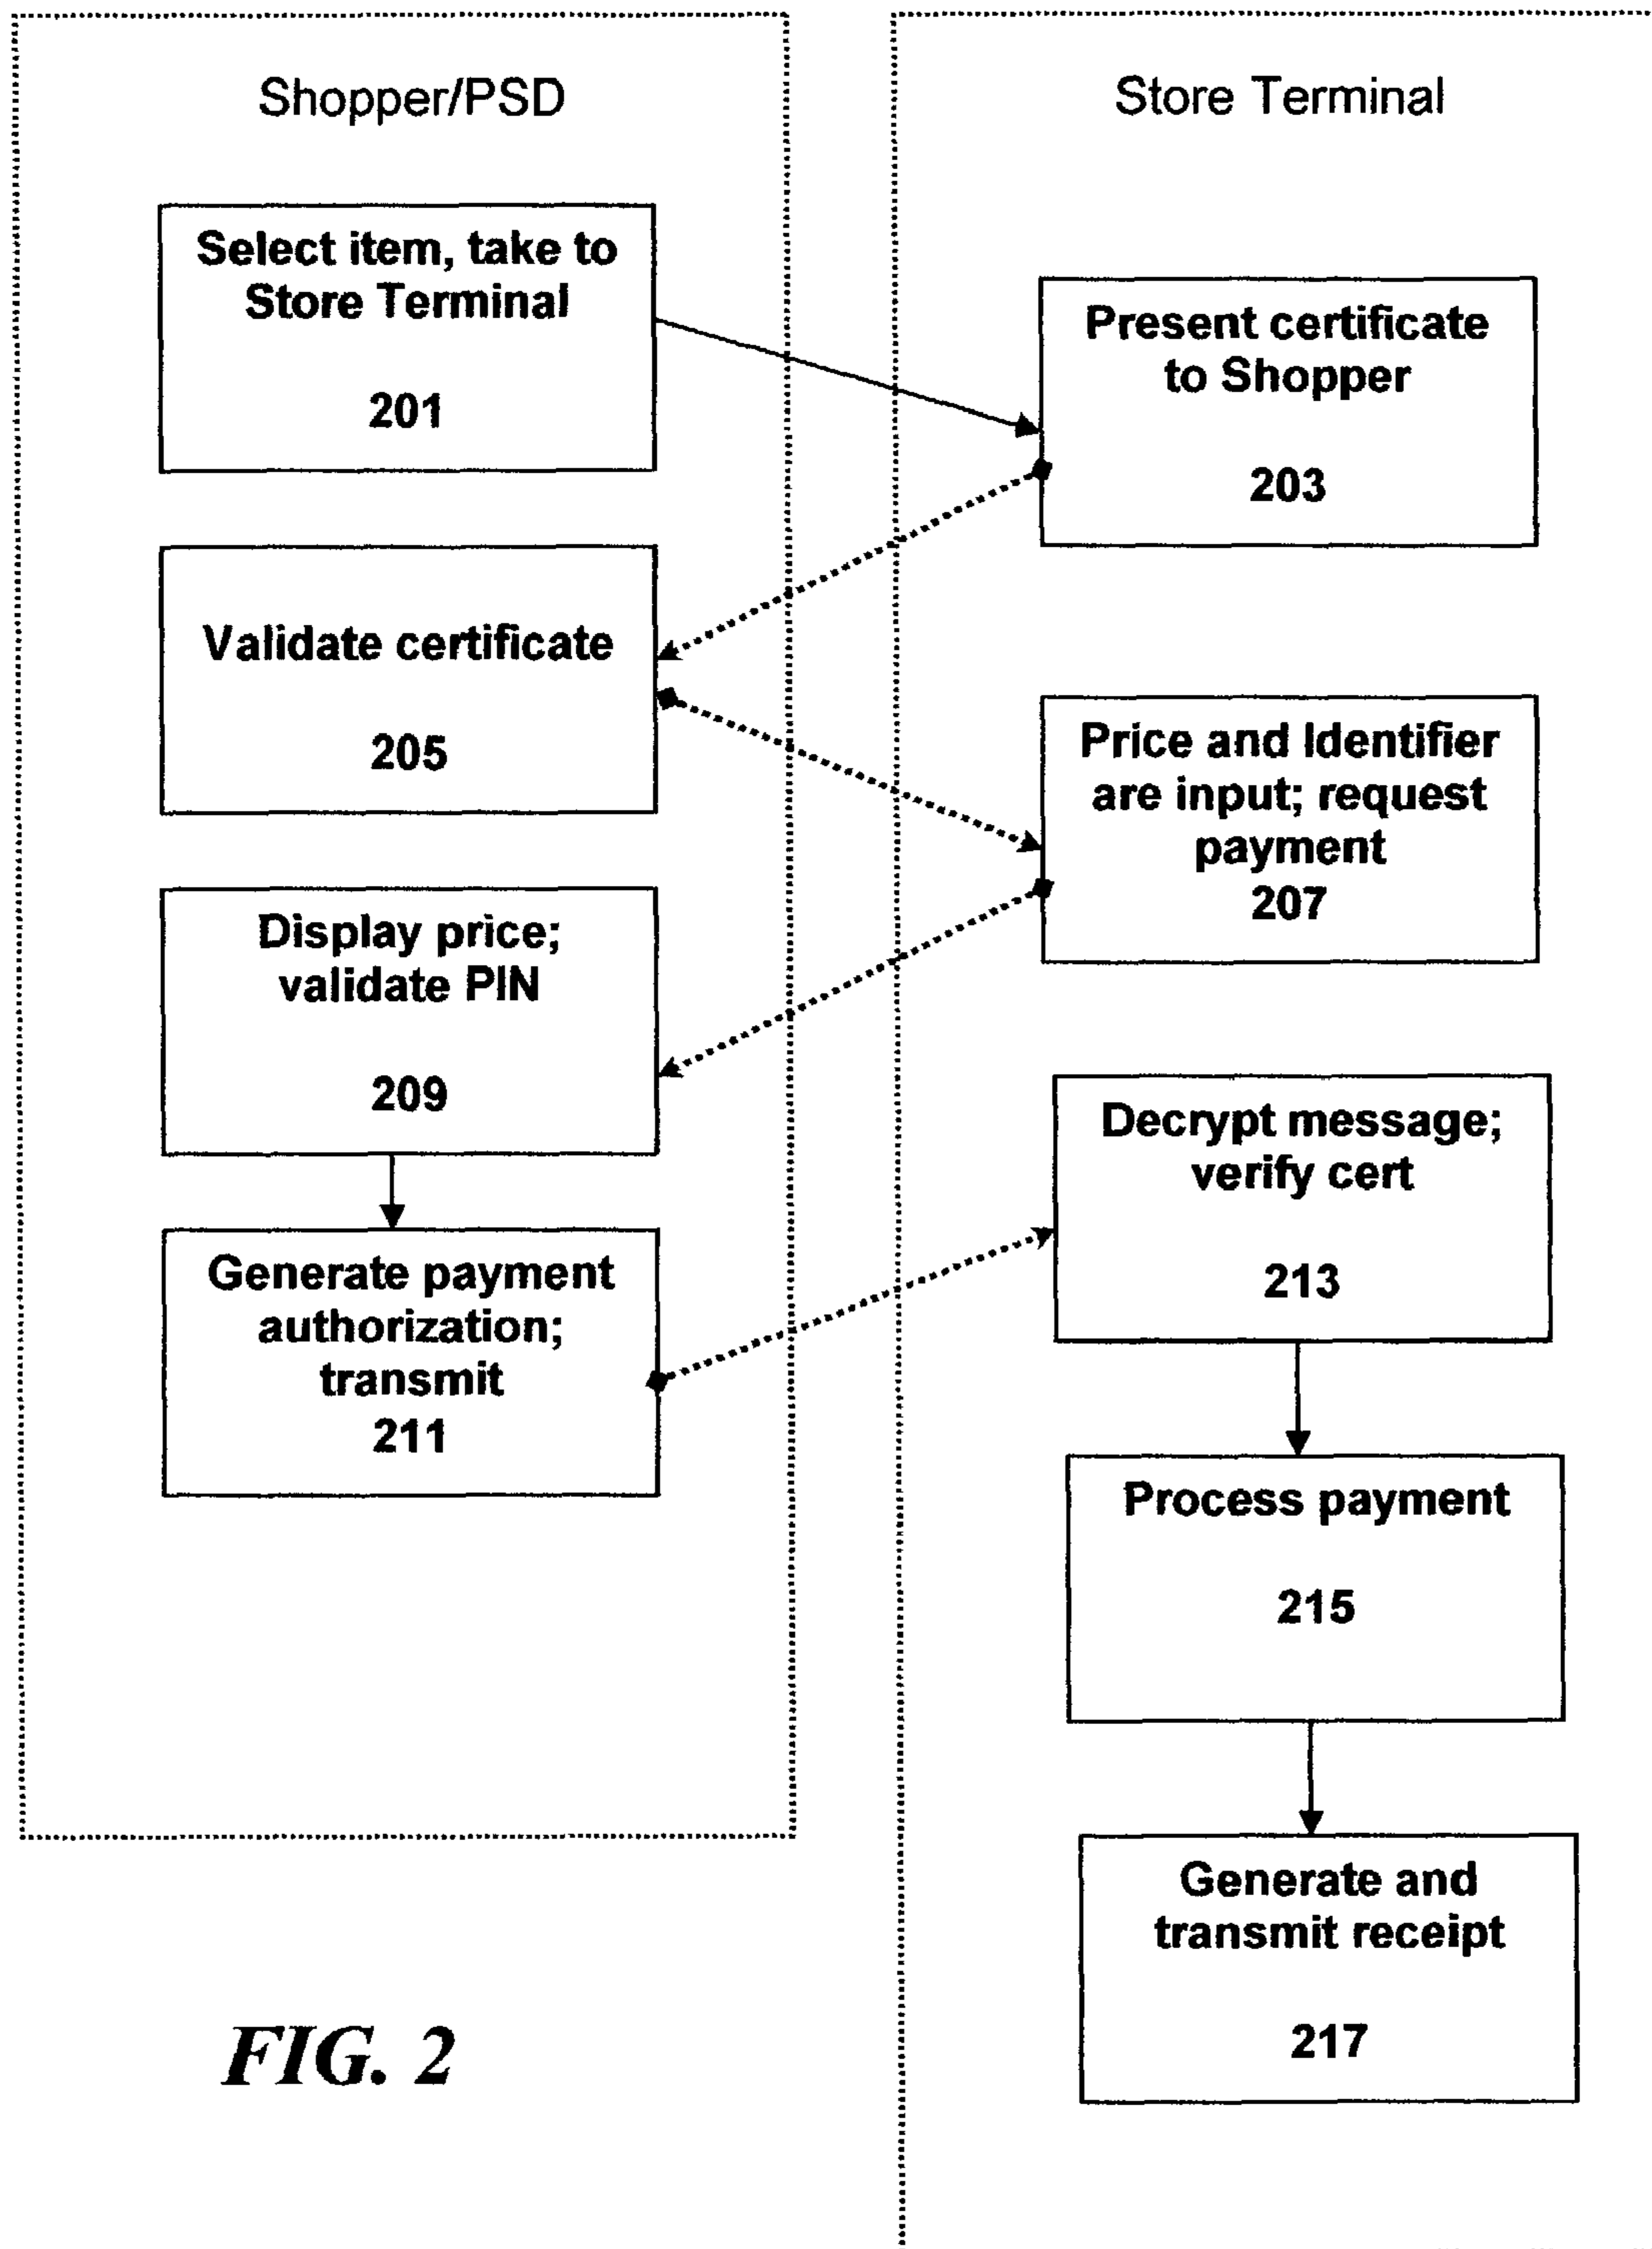 Shopper/PSD
Store Terminal
Select item, take to
Store Terminal
201
Present certificate
to Shopper
203
Validate certificate
205
Price and Identifier
are input; request
payment
207
Display price;
validate PIN
209
Generate payment
authorization;
transmit
211
Decrypt message;
verify cert
213
Process payment
215
Generate and
transmit receipt
217
FIG. 2